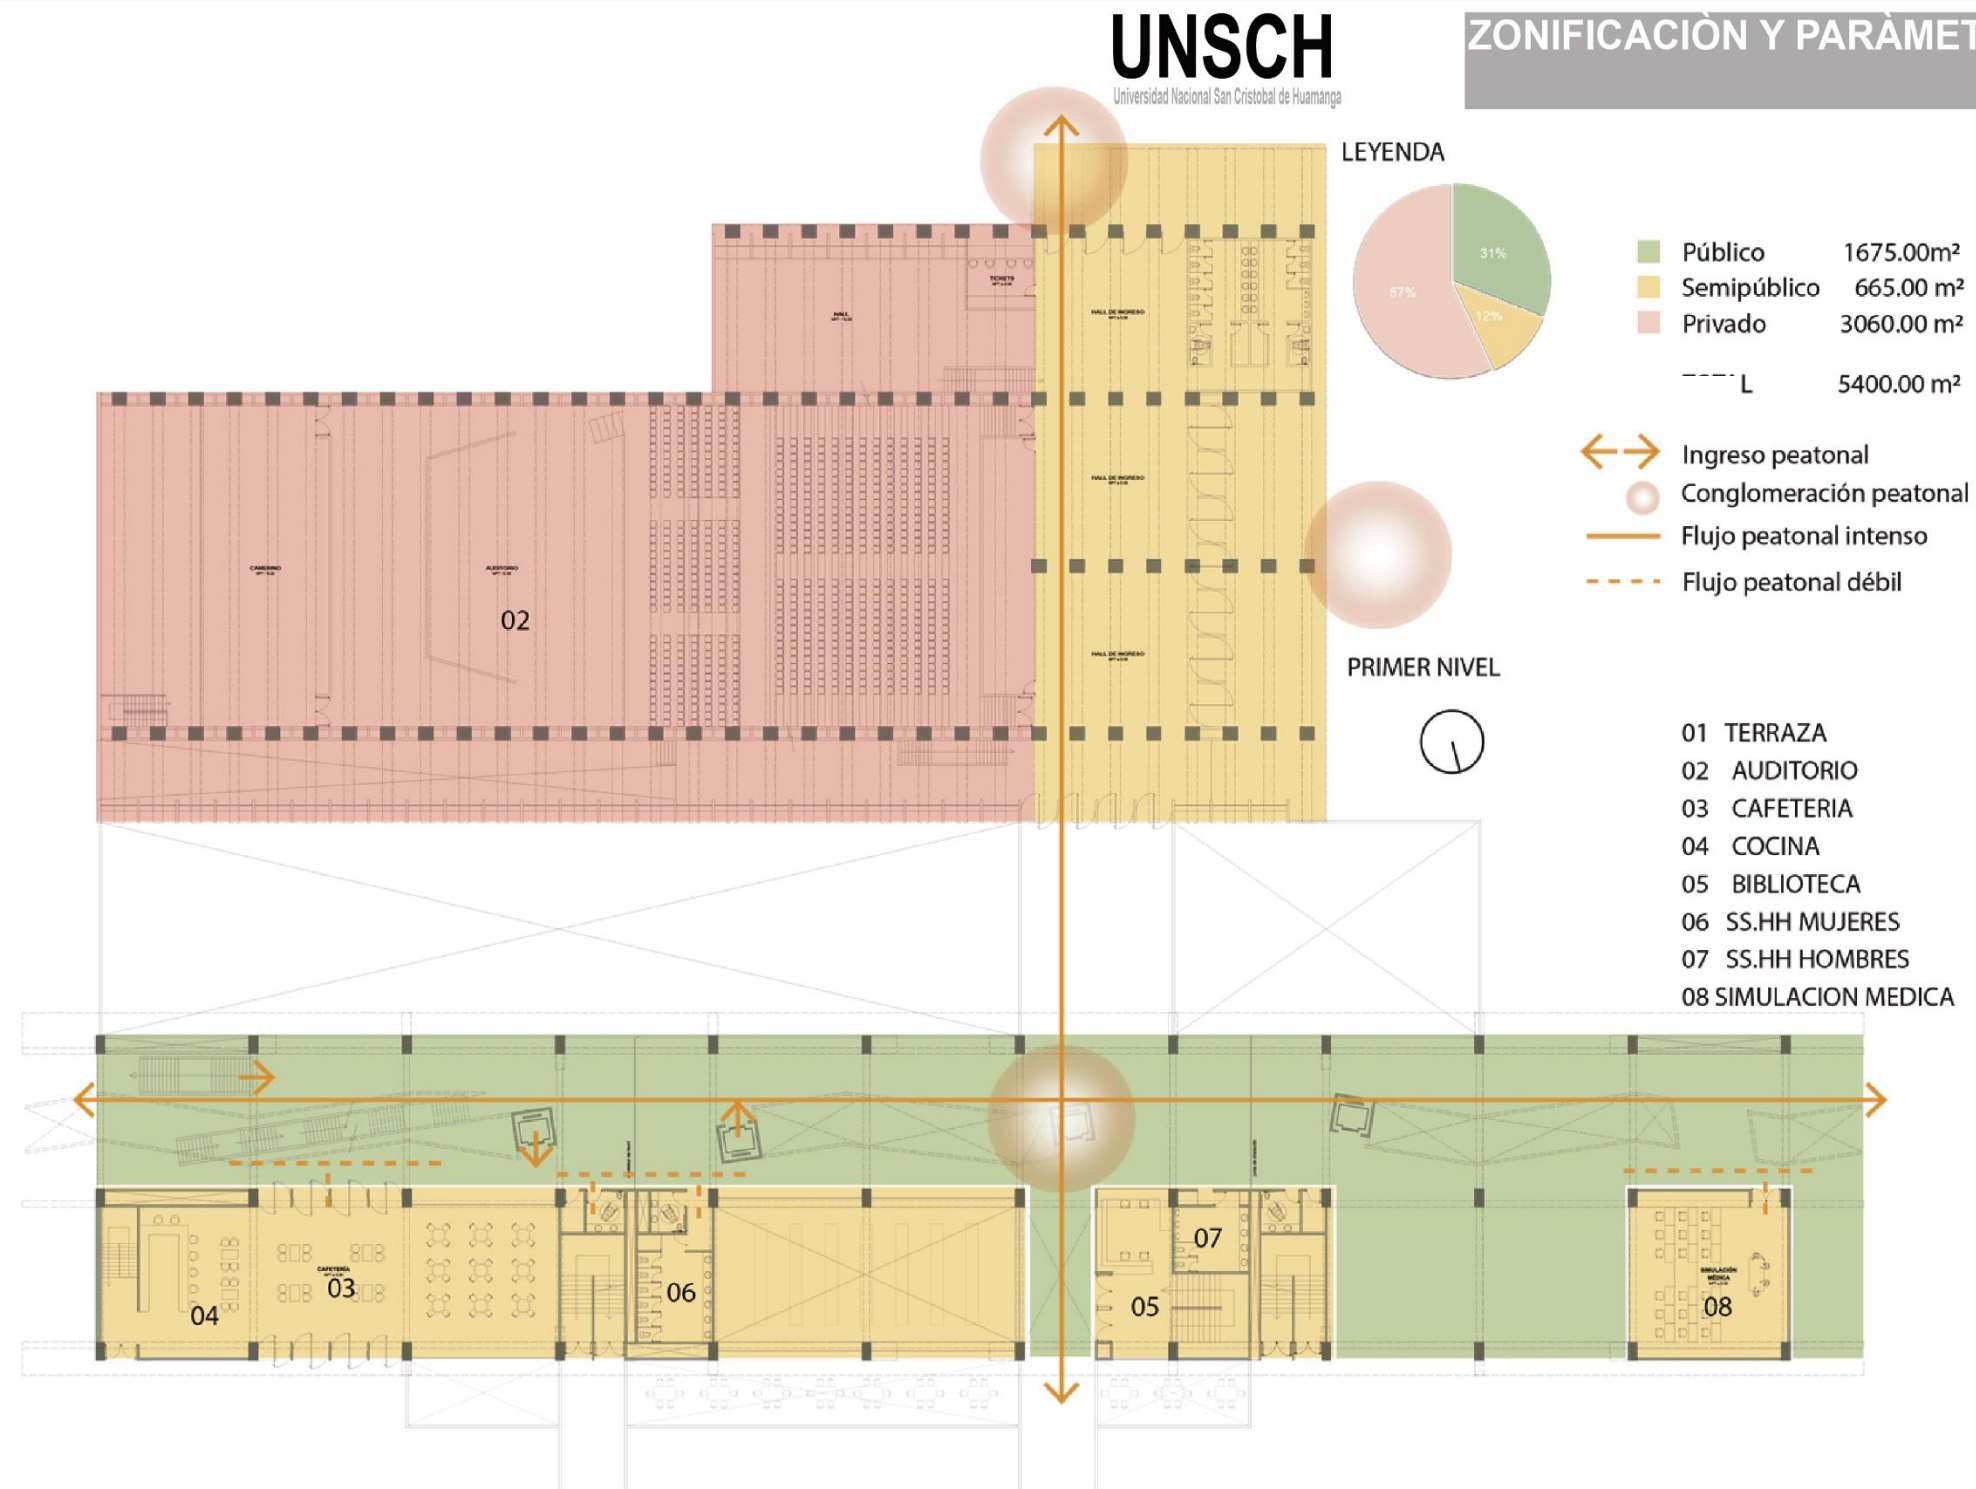 UNSCH
Universidad Nacional San Cristobal de Huamanga
ZONIFICACIÒN Y PARÀMET
LEYENDA
31%
57%
12%
Público 1675.00m²
Semipúblico 665.00 m²
Privado 3060.00 m²
L 5400.00 m²
Ingreso peatonal
Conglomeración peatonal
Flujo peatonal intenso
Flujo peatonal débil
PRIMER NIVEL
01 TERRAZA
02 AUDITORIO
03 CAFETERIA
04 COCINA
05 BIBLIOTECA
06 SS.HH MUJERES
07 SS.HH HOMBRES
08 SIMULACION MEDICA
TICKETS
HALL
HALL DE INGRESO
HALL DE INGRESO
HALL DE INGRESO
CAMERINO
AUDITORIO
02
CAFETERÍA
03
04
06
05
07
SIMULACIÓN
MÉDICA
08